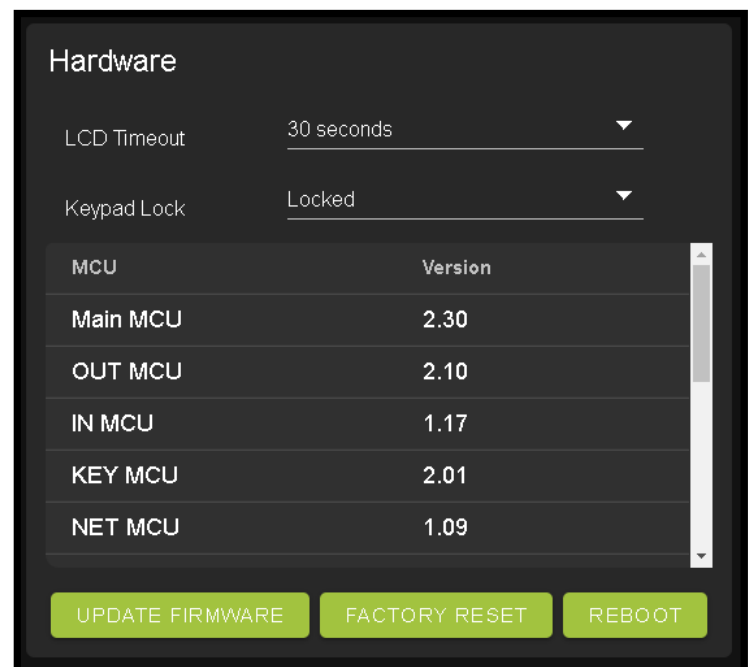 Hardware
LCD Timeout 30 seconds
Keypad Lock Locked
MCU Version
Main MCU 2.30
OUT MCU 2.10
IN MCU 1.17
KEY MCU 2.01
NET MCU 1.09
UPDATE FIRMWARE FACTORY RESET REBOOT